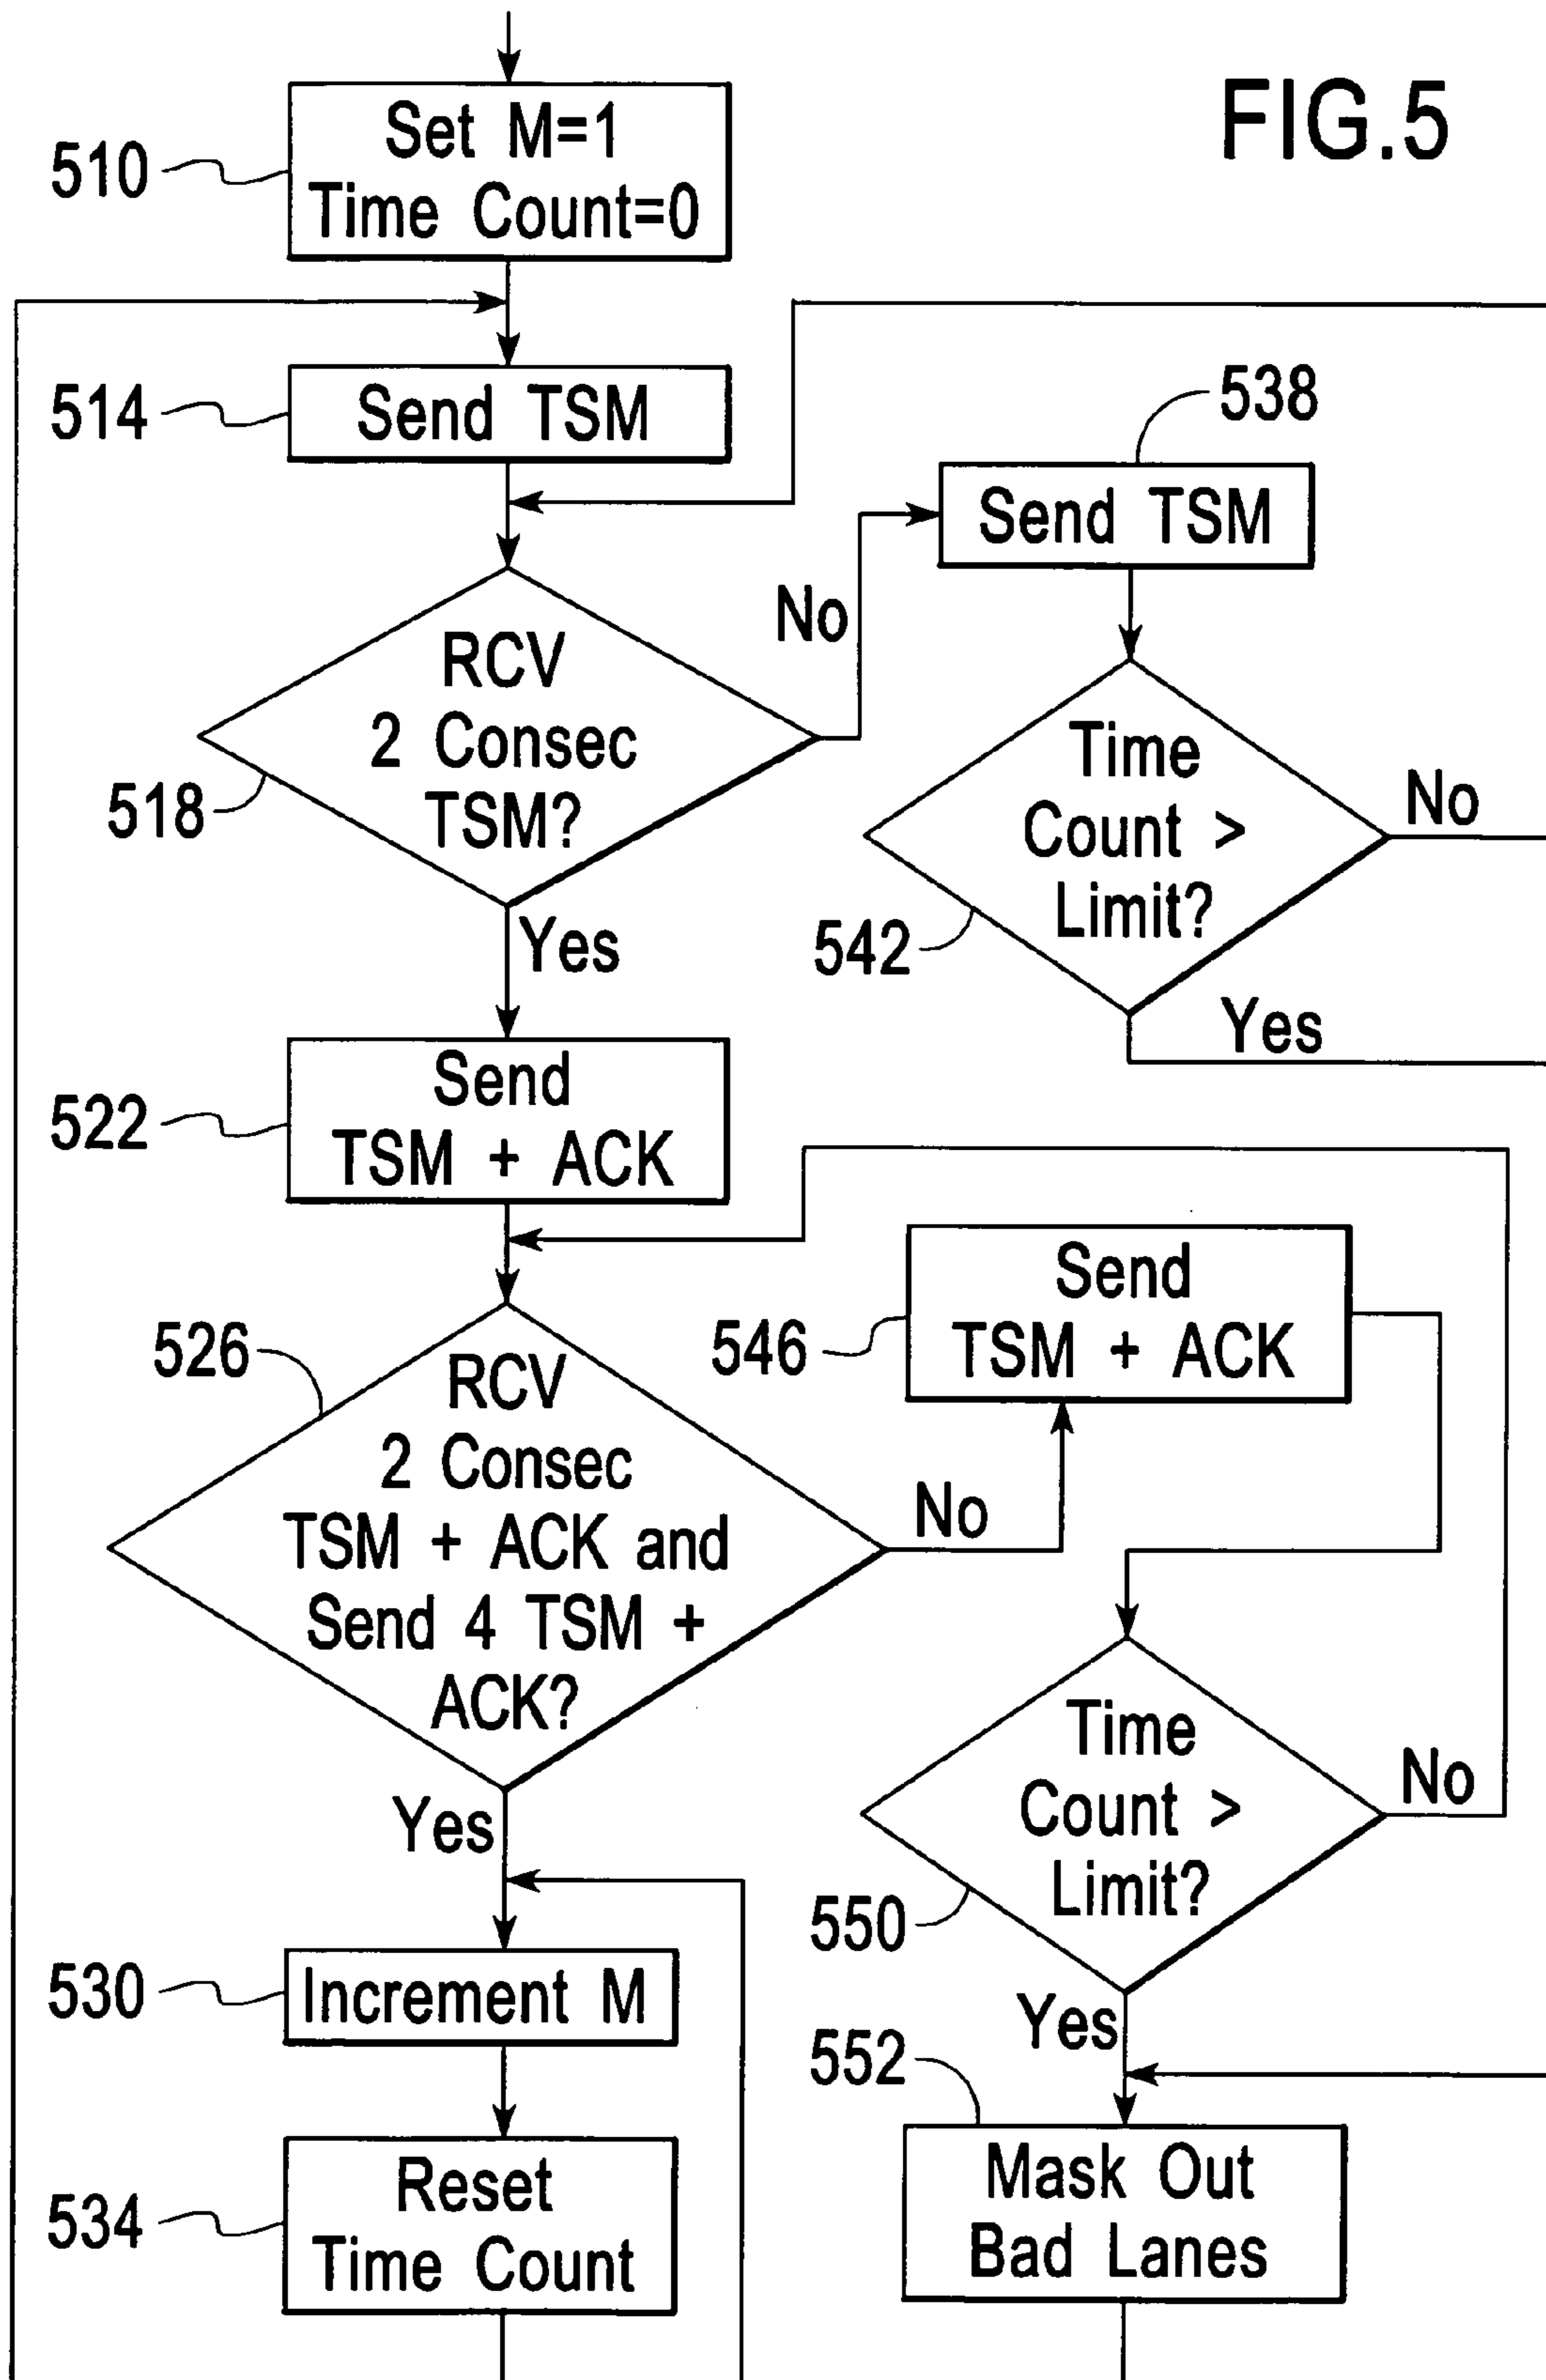 FIG.5
510
Set M=1
Time Count=0
514
Send TSM
538
Send TSM
No
RCV
2 Consec
TSM?
518
Time
Count >
Limit?
No
542
Yes
Yes
522
Send
TSM + ACK
546
Send
TSM + ACK
526
RCV
2 Consec
TSM + ACK and
Send 4 TSM +
ACK?
No
Time
Count >
Limit?
No
550
Yes
Yes
530
Increment M
552
Mask Out
Bad Lanes
534
Reset
Time Count